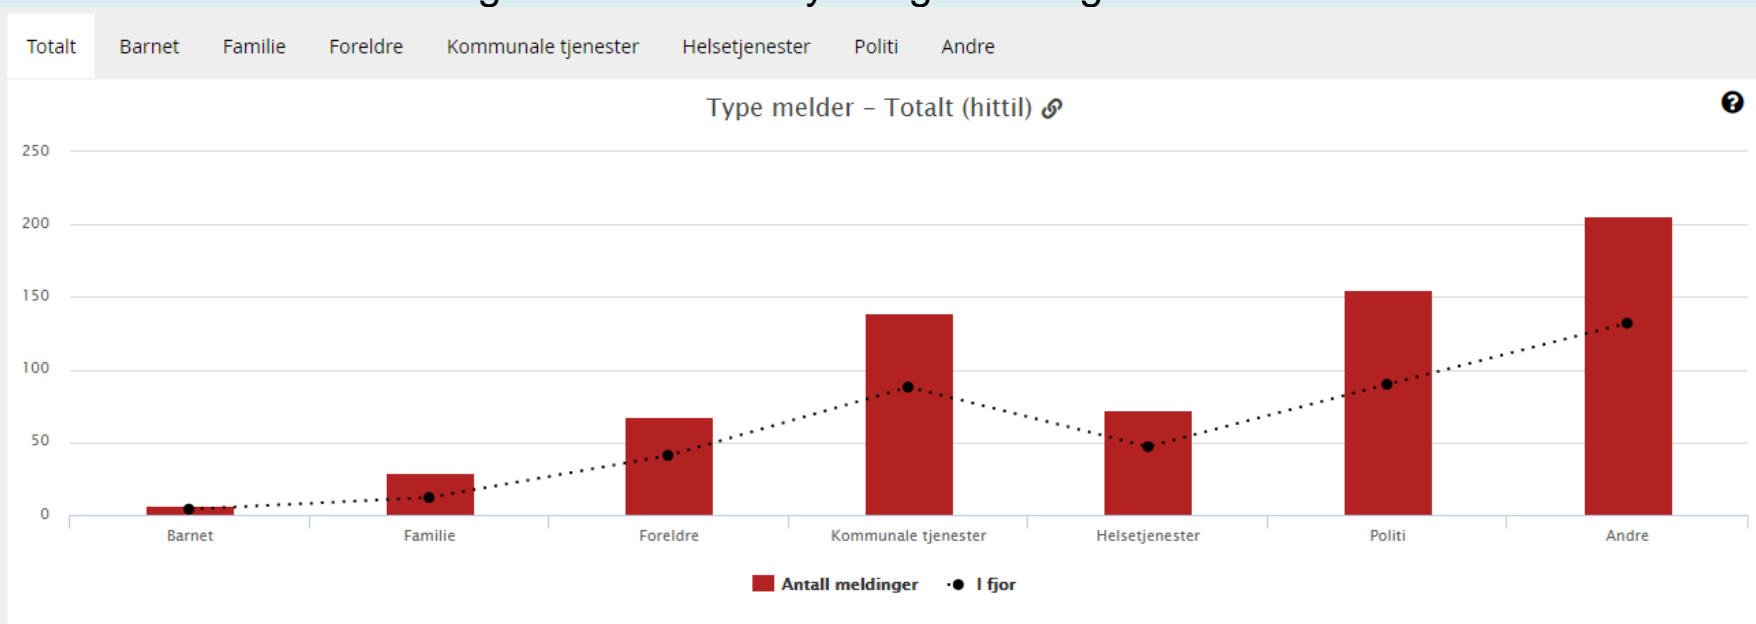 Totalt Barnet Familie Foreldre Kommunale tjenester Helsetjenester Politi Andre
Type melder – Totalt (hittil)
250
200
150
100
50
0
Barnet Familie Foreldre Kommunale tjenester Helsetjenester Politi Andre
Antall meldinger I fjor